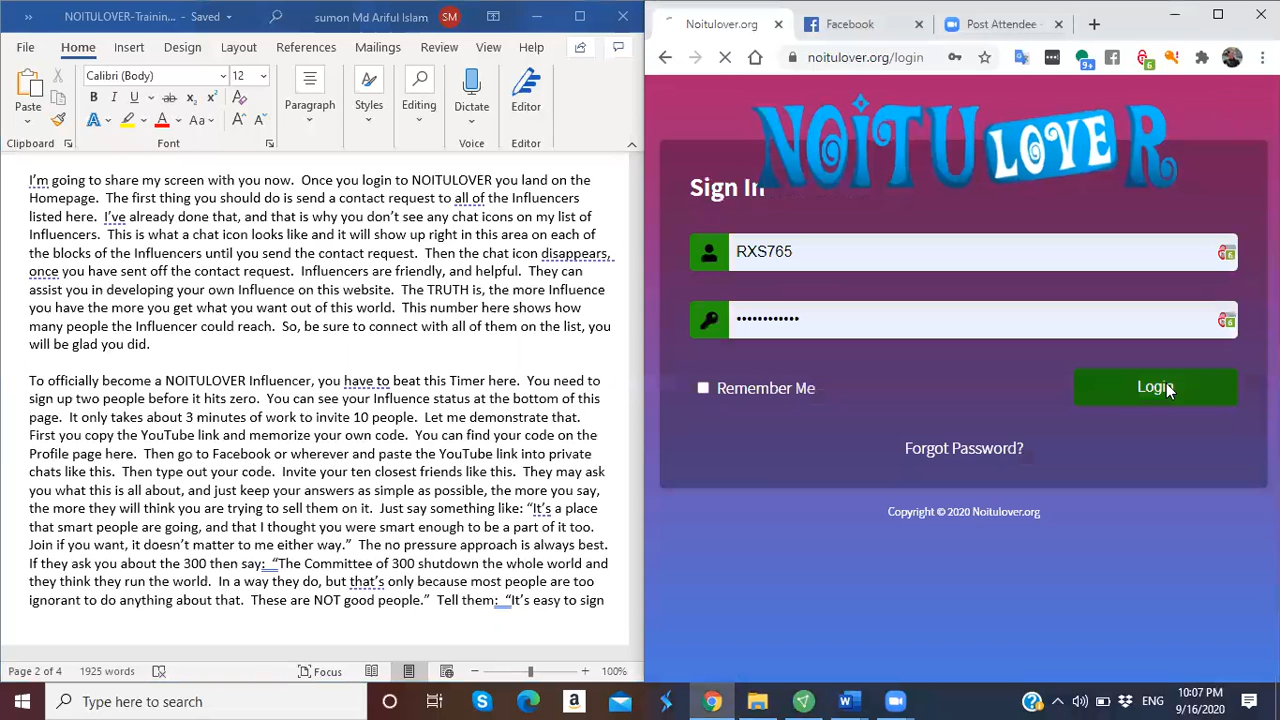 NOITULOVER-Trainin... - Saved
sumon Md Ariful Islam
SM
File Home Insert Design Layout References Mailings Review View Help
Calibri (Body) 12
Paste
B I U ab x₂ x²
A Aa A A
Paragraph
Styles
Editing
Dictate
Editor
Clipboard
Font
Voice
Editor
I’m going to share my screen with you now. Once you login to NOITULOVER you land on the
Homepage. The first thing you should do is send a contact request to all of the Influencers
listed here. I’ve already done that, and that is why you don’t see any chat icons on my list of
Influencers. This is what a chat icon looks like and it will show up right in this area on each of
the blocks of the Influencers until you send the contact request. Then the chat icon disappears,
once you have sent off the contact request. Influencers are friendly, and helpful. They can
assist you in developing your own Influence on this website. The TRUTH is, the more Influence
you have the more you get what you want out of this world. This number here shows how
many people the Influencer could reach. So, be sure to connect with all of them on the list, you
will be glad you did.
To officially become a NOITULOVER Influencer, you have to beat this Timer here. You need to
sign up two people before it hits zero. You can see your Influence status at the bottom of this
page. It only takes about 3 minutes of work to invite 10 people. Let me demonstrate that.
First you copy the YouTube link and memorize your own code. You can find your code on the
Profile page here. Then go to Facebook or wherever and paste the YouTube link into private
chats like this. Then type out your code. Invite your ten closest friends like this. They may ask
you what this is all about, and just keep your answers as simple as possible, the more you say,
the more they will think you are trying to sell them on it. Just say something like: “It’s a place
that smart people are going, and that I thought you were smart enough to be a part of it too.
Join if you want, it doesn’t matter to me either way.” The no pressure approach is always best.
If they ask you about the 300 then say: “The Committee of 300 shutdown the whole world and
they think they run the world. In a way they do, but that’s only because most people are too
ignorant to do anything about that. These are NOT good people.” Tell them: “It’s easy to sign
Page 2 of 4 1925 words
Focus
100%
Noitulover.org
Facebook
Post Attendee -
noitulover.org/login
9+
6
NOiTULOVER
Sign In
RXS765
••••••••••••
Remember Me
Login
Forgot Password?
Copyright © 2020 Noitulover.org
Type here to search
ENG
10:07 PM
9/16/2020